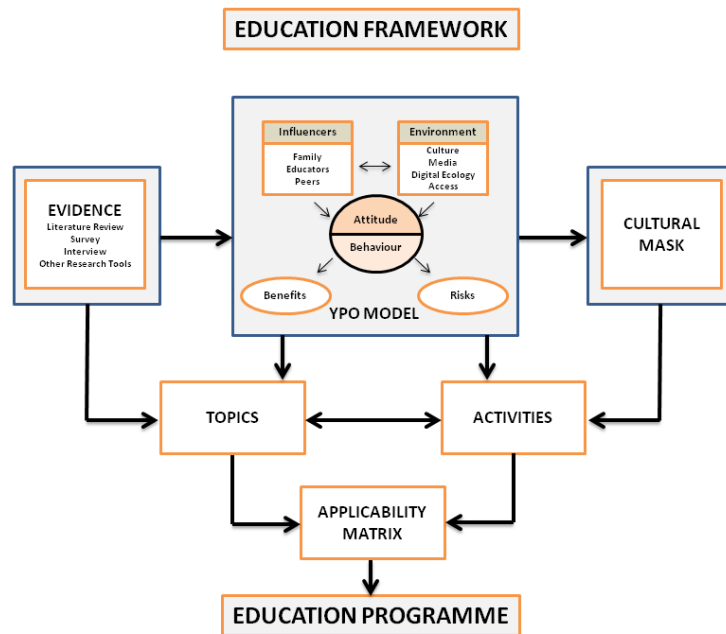 EDUCATION FRAMEWORK
Influencers
Family
Educators
Peers
Environment
Culture
Media
Digital Ecology
Access
EVIDENCE
Literature Review
Survey
Interview
Other Research Tools
Attitude
Behaviour
Benefits
Risks
YPO MODEL
CULTURAL
MASK
TOPICS
ACTIVITIES
APPLICABILITY
MATRIX
EDUCATION PROGRAMME